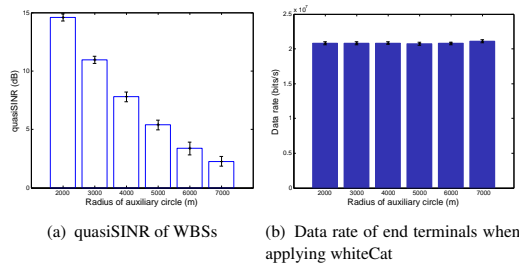 15
10
5
0
quasiSINR (dB)
2000 3000 4000 5000 6000 7000
Radius of auxiliary circle (m)
(a) quasiSINR of WBSs
x 10^7
2.5
2
1.5
1
0.5
0
Data rate (bits/s)
2000 3000 4000 5000 6000 7000
Radius of auxiliary circle (m)
(b) Data rate of end terminals when
applying whiteCat